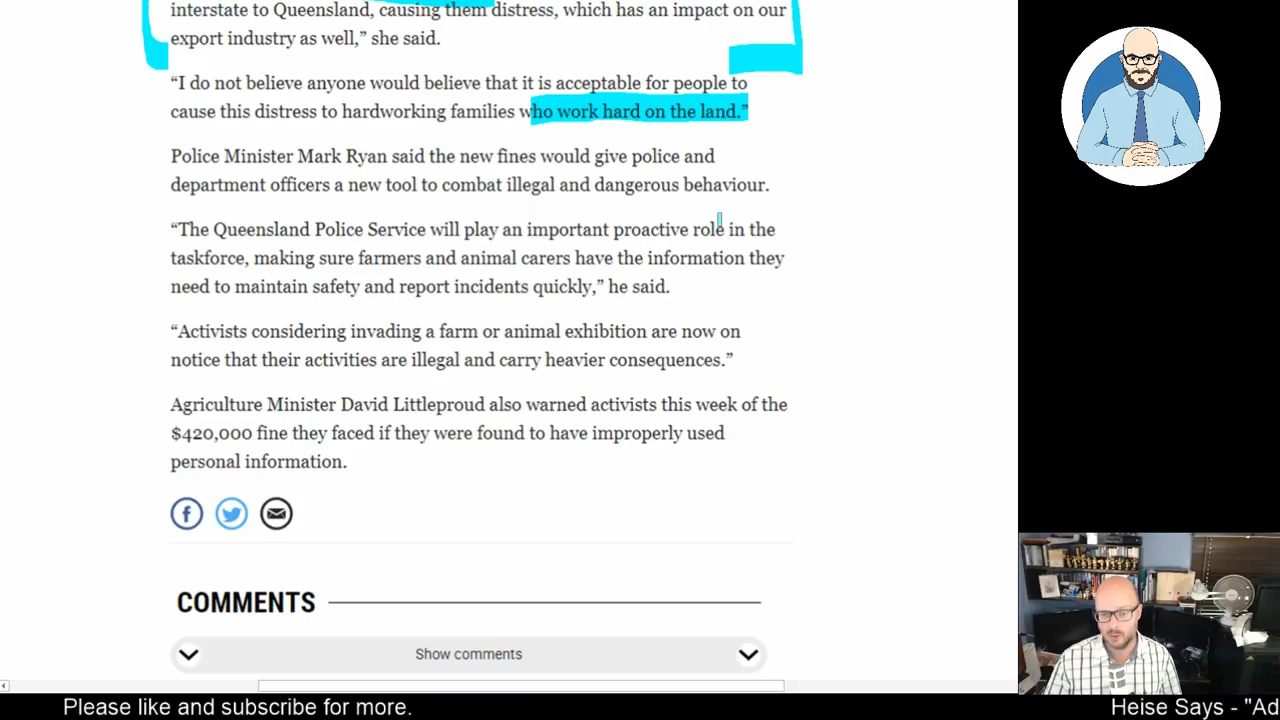 interstate to Queensland, causing them distress, which has an impact on our
export industry as well,” she said.
“I do not believe anyone would believe that it is acceptable for people to
cause this distress to hardworking families who work hard on the land.”
Police Minister Mark Ryan said the new fines would give police and
department officers a new tool to combat illegal and dangerous behaviour.
“The Queensland Police Service will play an important proactive role in the
taskforce, making sure farmers and animal carers have the information they
need to maintain safety and report incidents quickly,” he said.
“Activists considering invading a farm or animal exhibition are now on
notice that their activities are illegal and carry heavier consequences.”
Agriculture Minister David Littleproud also warned activists this week of the
$420,000 fine they faced if they were found to have improperly used
personal information.
COMMENTS
Show comments
Please like and subscribe for more.
Heise Says - "Ad